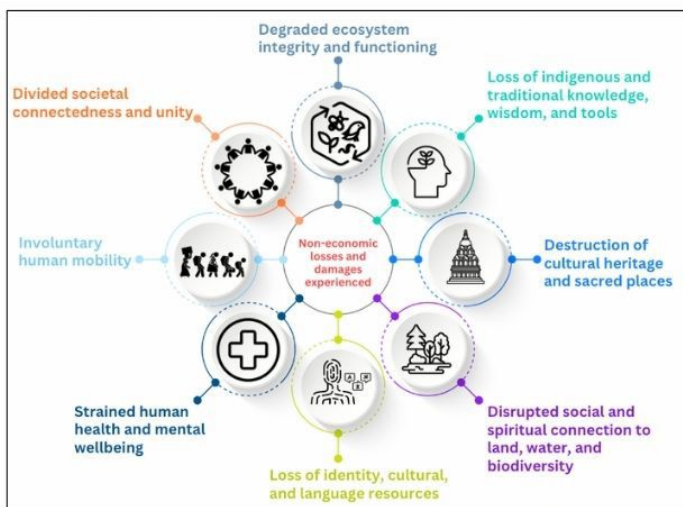 Degraded ecosystem
integrity and functioning
Loss of indigenous and
traditional knowledge,
wisdom, and tools
Destruction of
cultural heritage
and sacred places
Disrupted social and
spiritual connection to
land, water, and
biodiversity
Loss of identity, cultural,
and language resources
Strained human
health and mental
wellbeing
Involuntary
human mobility
Divided societal
connectedness and unity
Non-economic
losses and
damages
experienced